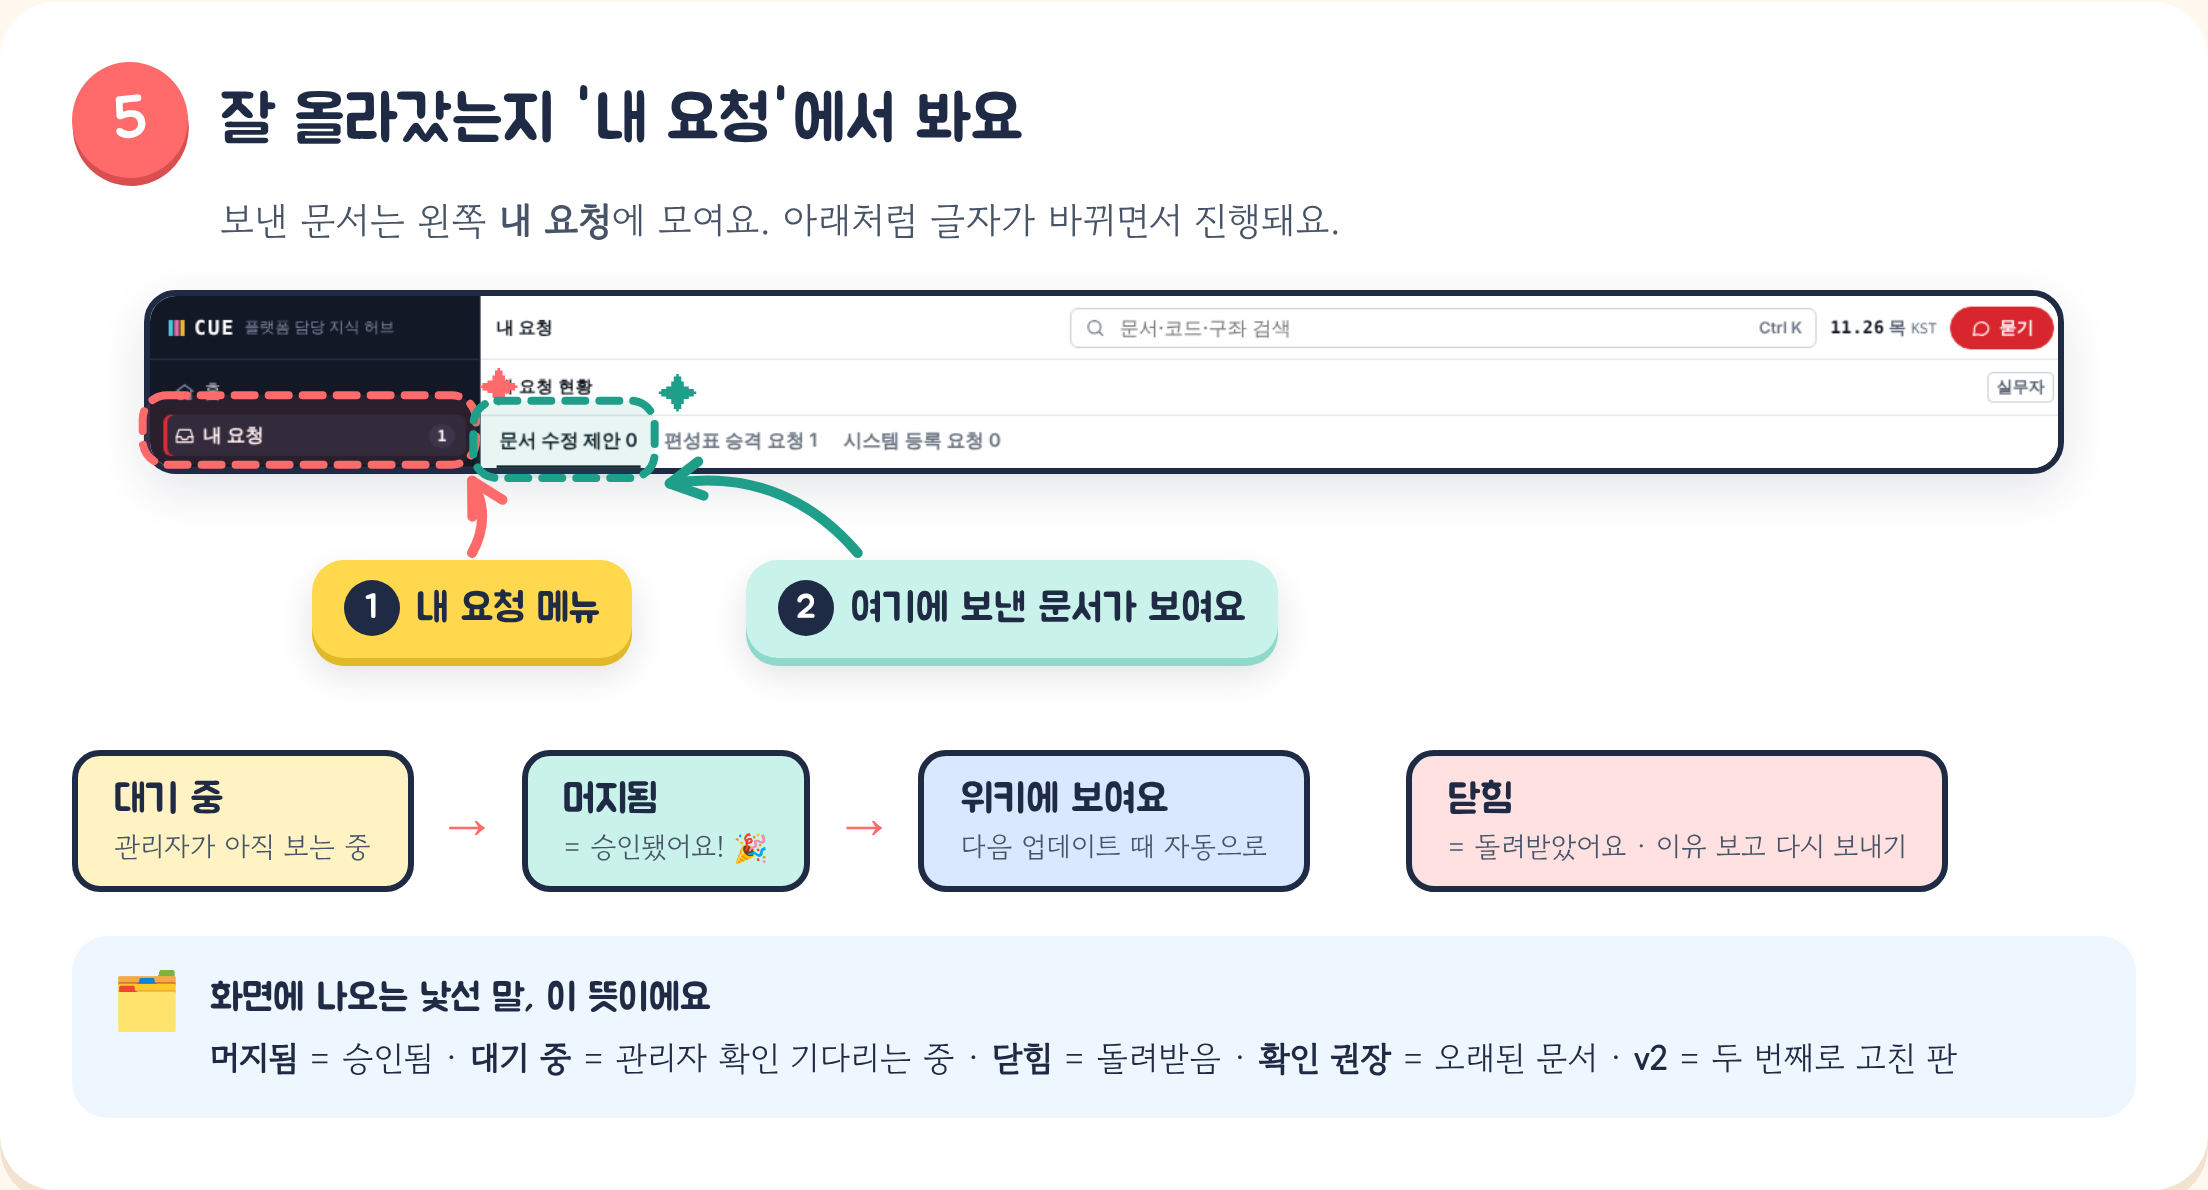 5
잘 올라갔는지 '내 요청'에서 봐요
보낸 문서는 왼쪽 내 요청에 모여요. 아래처럼 글자가 바뀌면서 진행돼요.
CUE 플랫폼 담당 지식 허브
내 요청
문서·코드·구좌 검색 Ctrl K
11.26 목 KST
묻기
홈
요청 현황
실무자
내 요청 1
문서 수정 제안 0
편성표 승격 요청 1
시스템 등록 요청 0
1 내 요청 메뉴
2 여기에 보낸 문서가 보여요
대기 중
관리자가 아직 보는 중
→
머지됨
= 승인됐어요! 🎉
→
위키에 보여요
다음 업데이트 때 자동으로
닫힘
= 돌려받았어요 · 이유 보고 다시 보내기
화면에 나오는 낯선 말, 이 뜻이에요
머지됨 = 승인됨 · 대기 중 = 관리자 확인 기다리는 중 · 닫힘 = 돌려받음 · 확인 권장 = 오래된 문서 · v2 = 두 번째로 고친 판